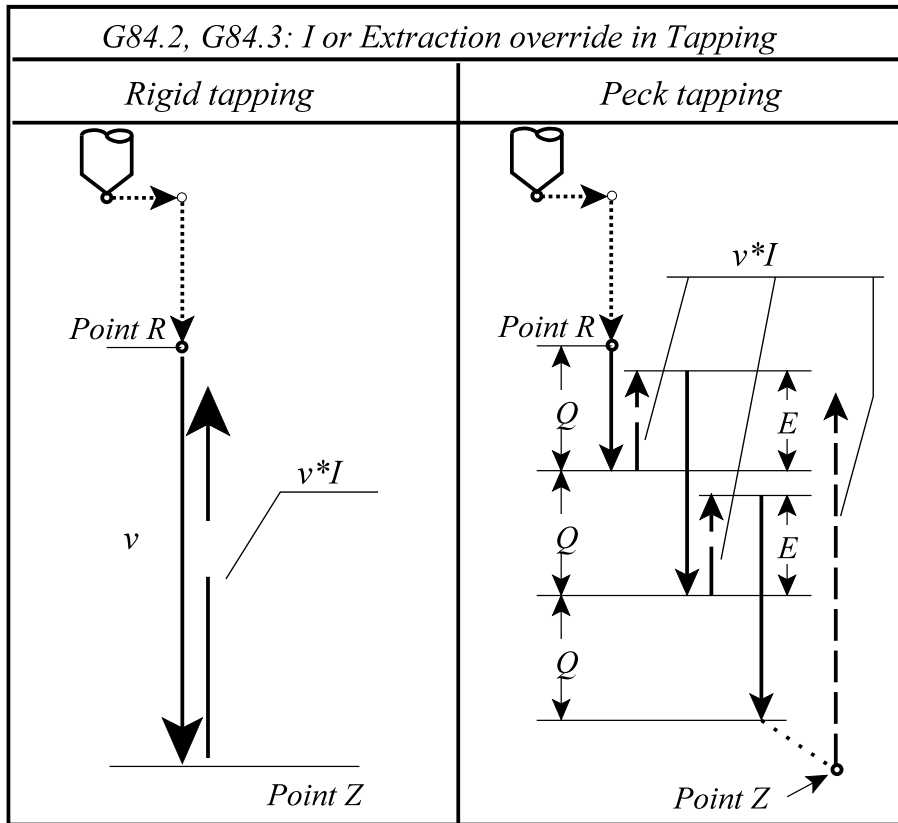 G84.2, G84.3: I or Extraction override in Tapping
Rigid tapping
Peck tapping
Point R
v
v*I
Point Z
v*I
Point R
Q
E
Q
E
Q
Point Z